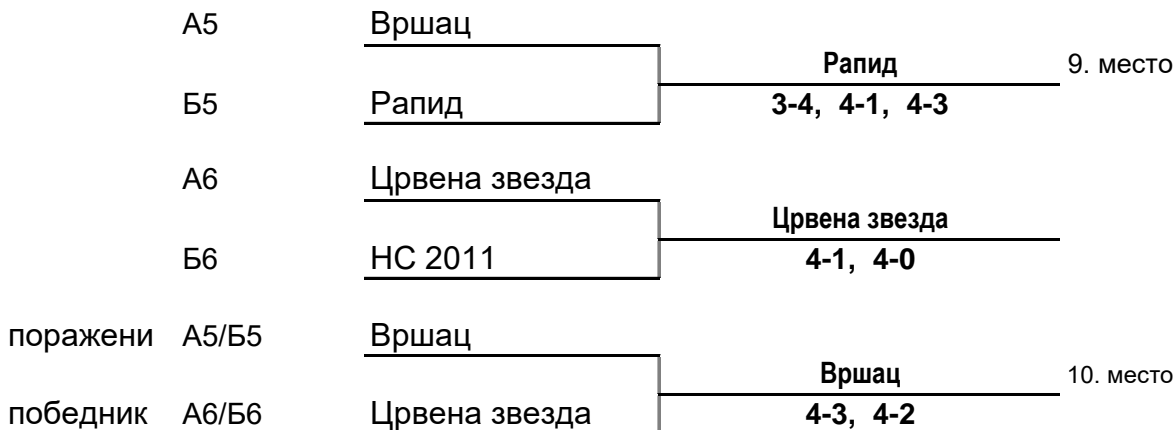 А5 Вршац
Рапид 9. место
Б5 Рапид 3-4, 4-1, 4-3
А6 Црвена звезда
Црвена звезда
Б6 НС 2011 4-1, 4-0
поражени А5/Б5 Вршац
Вршац 10. место
победник А6/Б6 Црвена звезда 4-3, 4-2